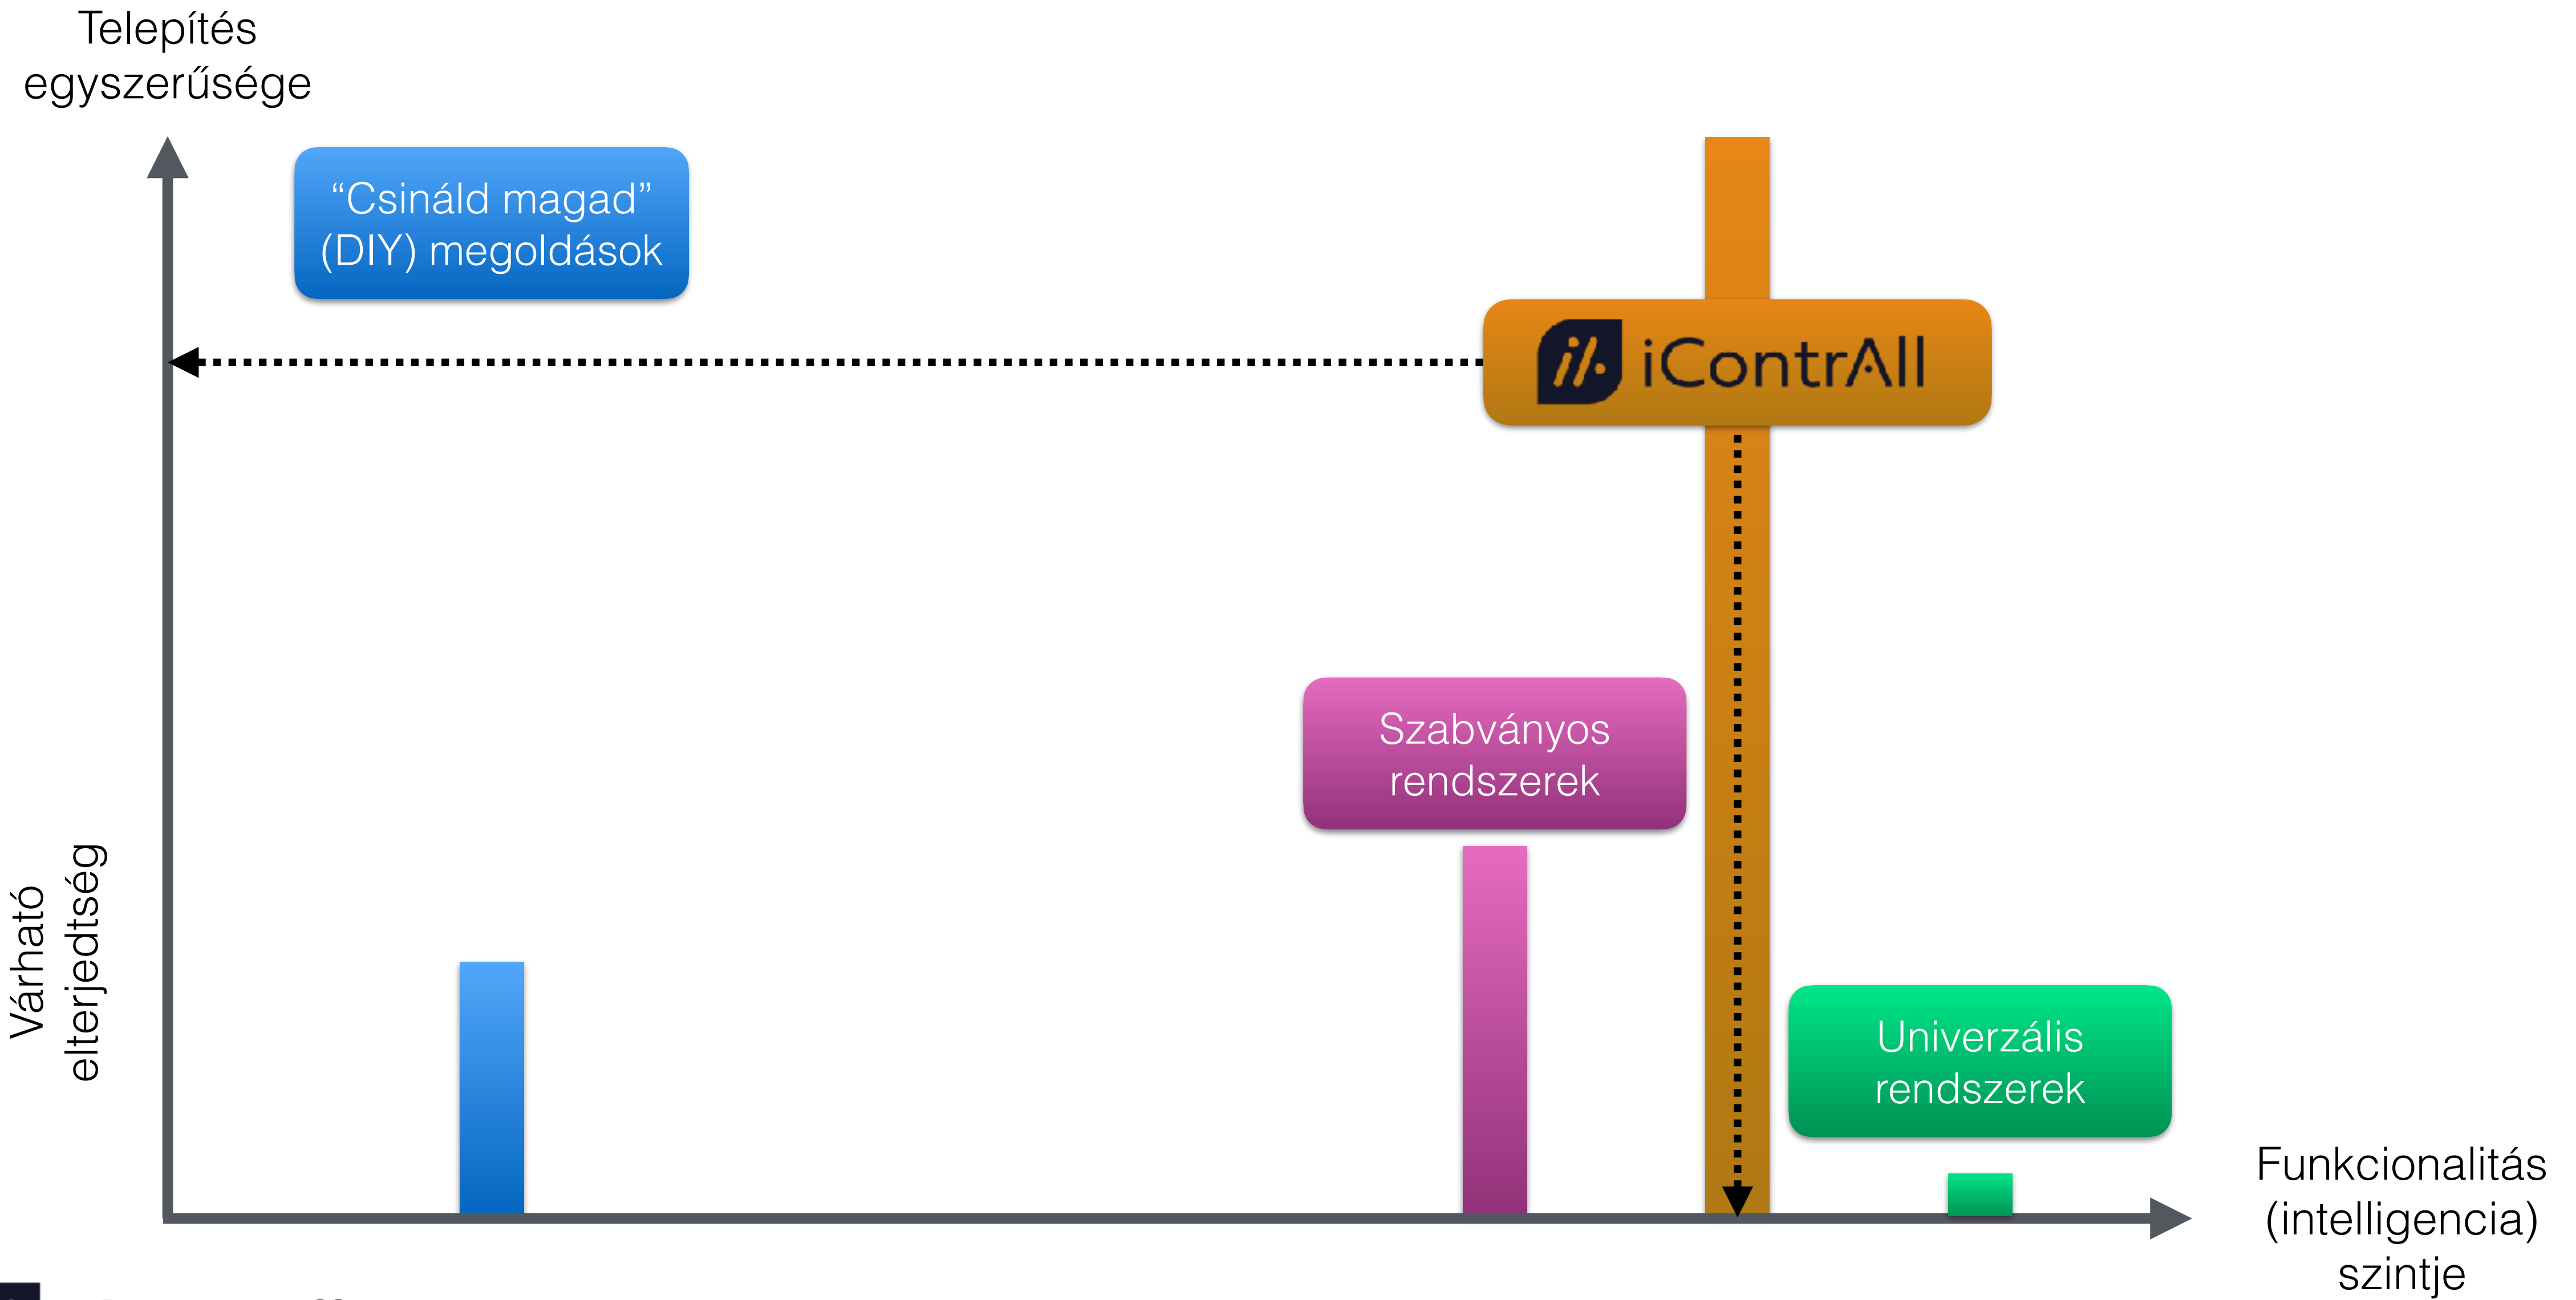 Telepítés
egyszerűsége
“Csináld magad”
(DIY) megoldások
iContrAll
Szabványos
rendszerek
Várható
elterjedtség
Univerzális
rendszerek
Funkcionalitás
(intelligencia)
szintje